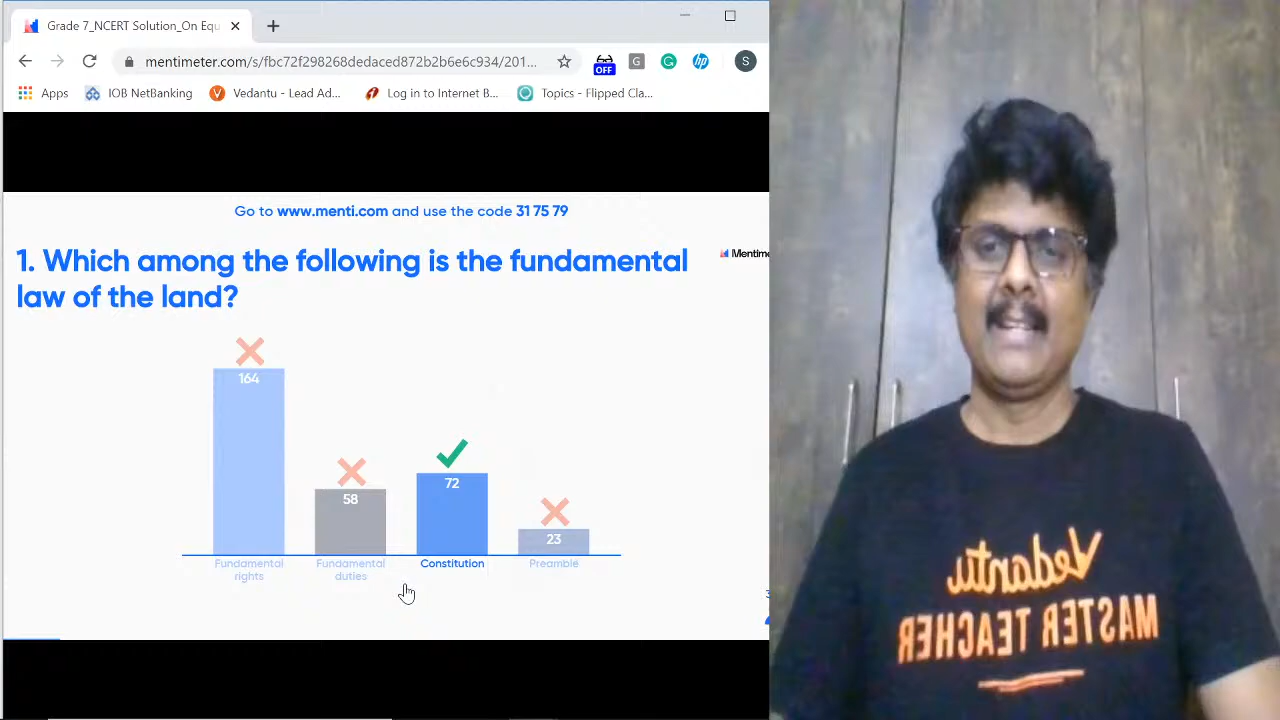 Grade 7_NCERT Solution_On Equ
mentimeter.com/s/fbc72f298268dedaced872b2b6e6c934/201...
OFF
G
hp
S
Apps
IOB NetBanking
Vedantu - Lead Ad...
Log in to Internet B...
Topics - Flipped Cla...
Go to www.menti.com and use the code 31 75 79
1. Which among the following is the fundamental
law of the land?
Mentime
164
58
72
23
Fundamental
rights
Fundamental
duties
Constitution
Preamble
Vedantu
MASTER TEACHER